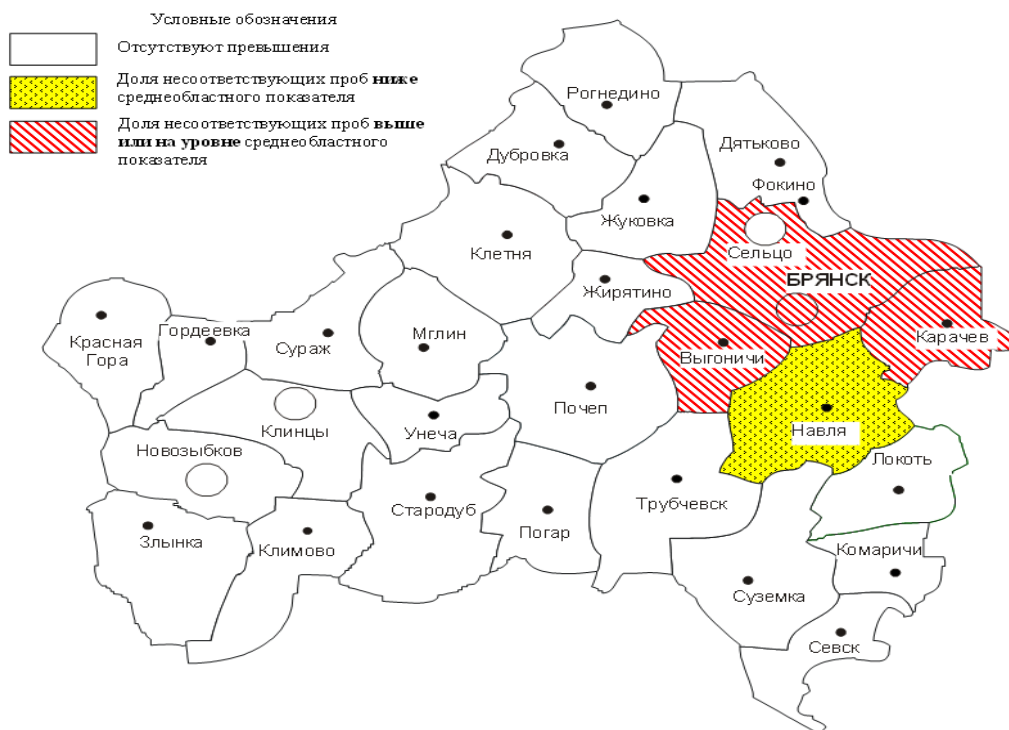 Условные обозначения
Отсутствуют превышения
Доля несоответствующих проб ниже
среднеобластного показателя
Доля несоответствующих проб выше
или на уровне среднеобластного
показателя
Рогнедино
Дубровка
Дятьково
Фокино
Жуковка
Клетня
Сельцо
Жирятино
БРЯНСК
Красная
Гора
Гордеевка
Сураж
Мглин
Выгоничи
Карачев
Почеп
Клинцы
Унеча
Навля
Новозыбков
Локоть
Стародуб
Трубчевск
Погар
Злынка
Климово
Комаричи
Суземка
Севск